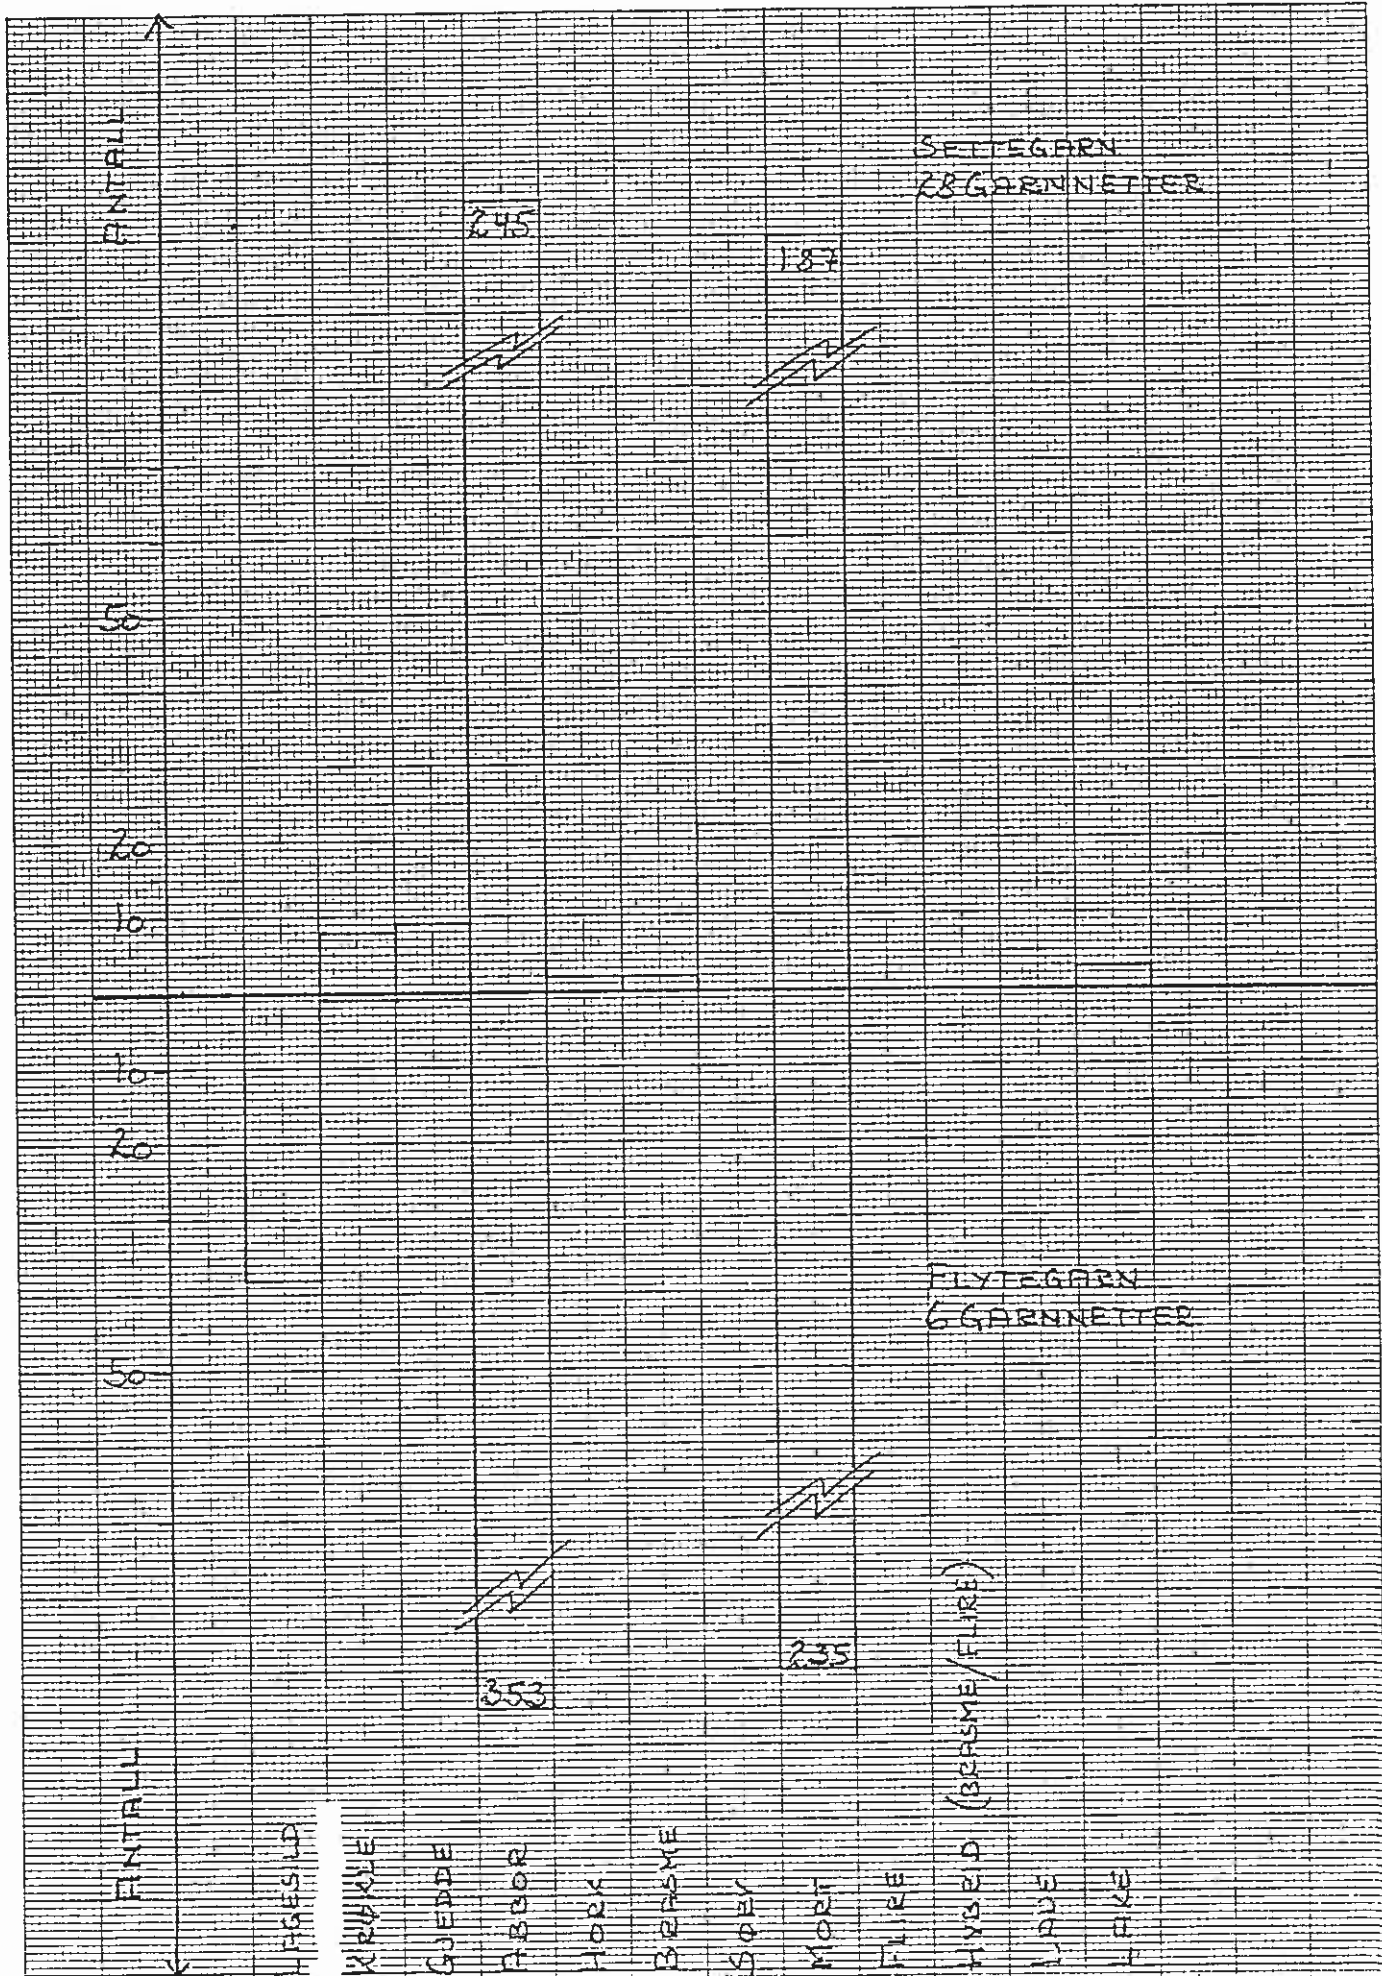 ANTALL
SETTEGARN
28 GARNNETTER
245
187
50
20
10
10
20
50
FLYTEGARN
6 GARNNETTER
235
353
ANTALL
LAGESILD
KRØKLE
GJEDDE
ABBOR
HORK
BRASME
SØRV
MORT
FLIRE
HYBRID (BRASME/FLIRE)
LAUE
LAKE